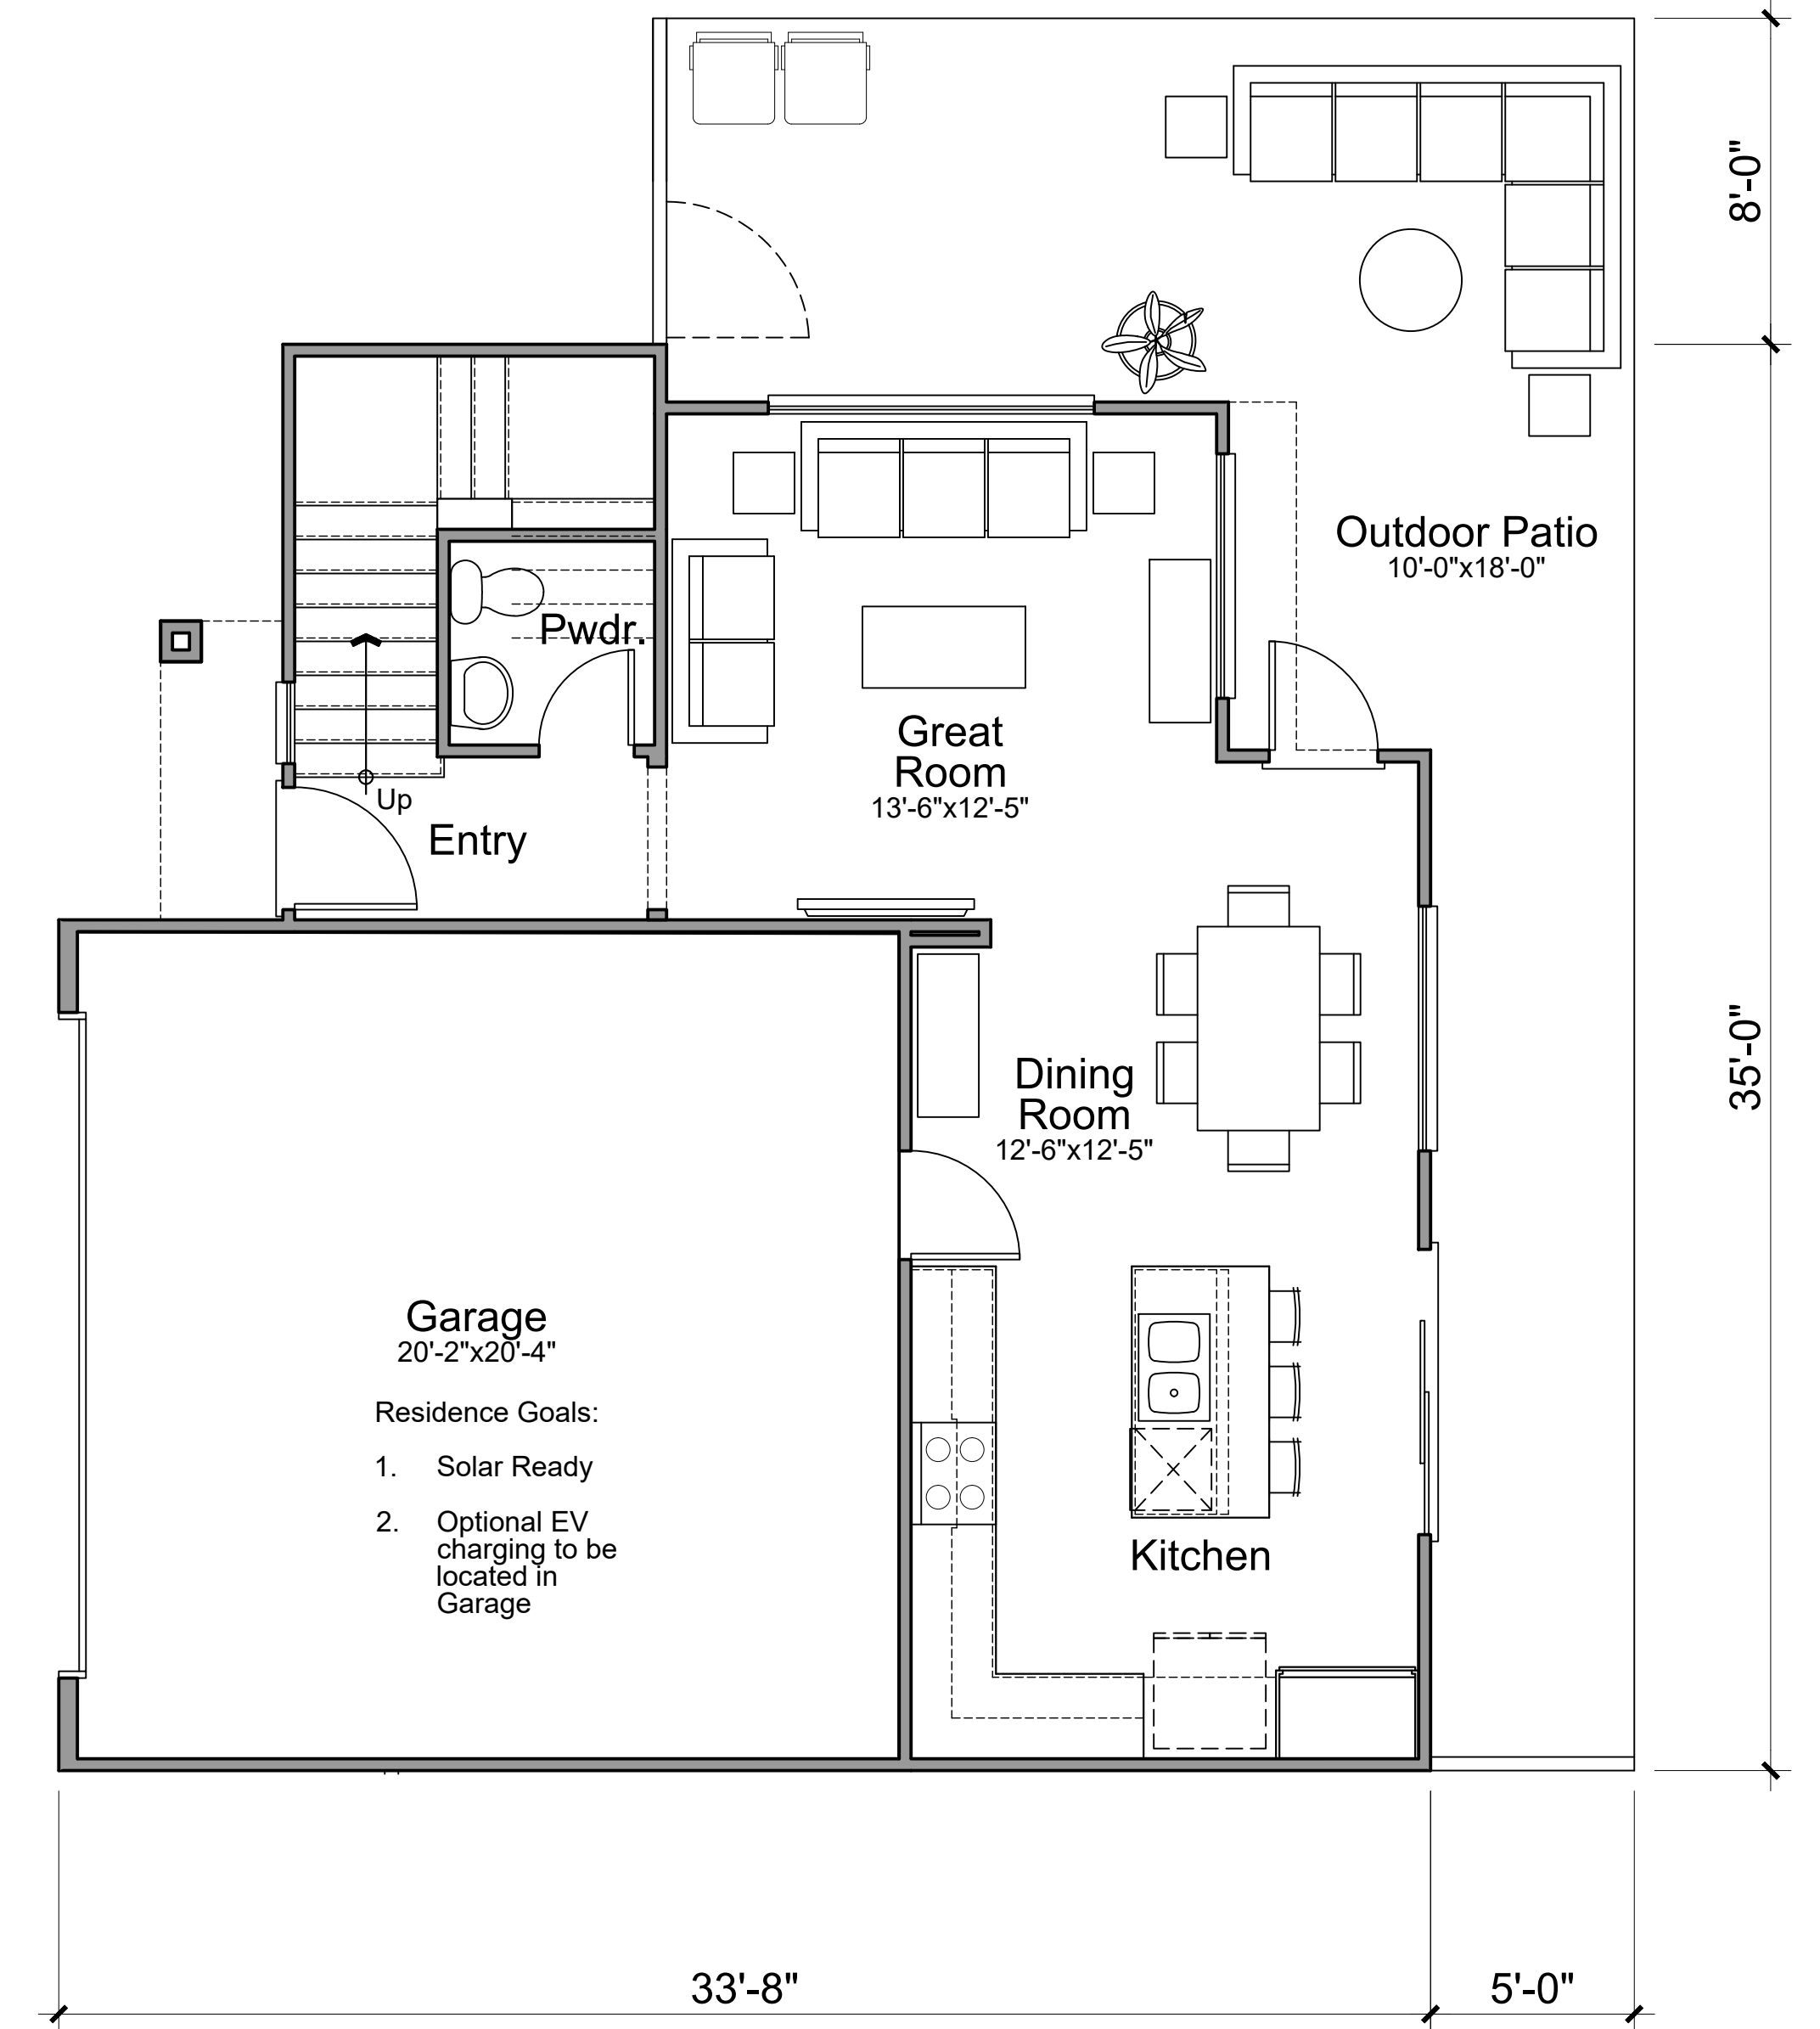 8'-0"
Outdoor Patio
10'-0"x18'-0"
Pwdr.
Great
Room
13'-6"x12'-5"
Up
Entry
35'-0"
Dining
Room
12'-6"x12'-5"
Garage
20'-2"x20'-4"
Residence Goals:
1. Solar Ready
2. Optional EV
charging to be
located in
Garage
Kitchen
33'-8"
5'-0"